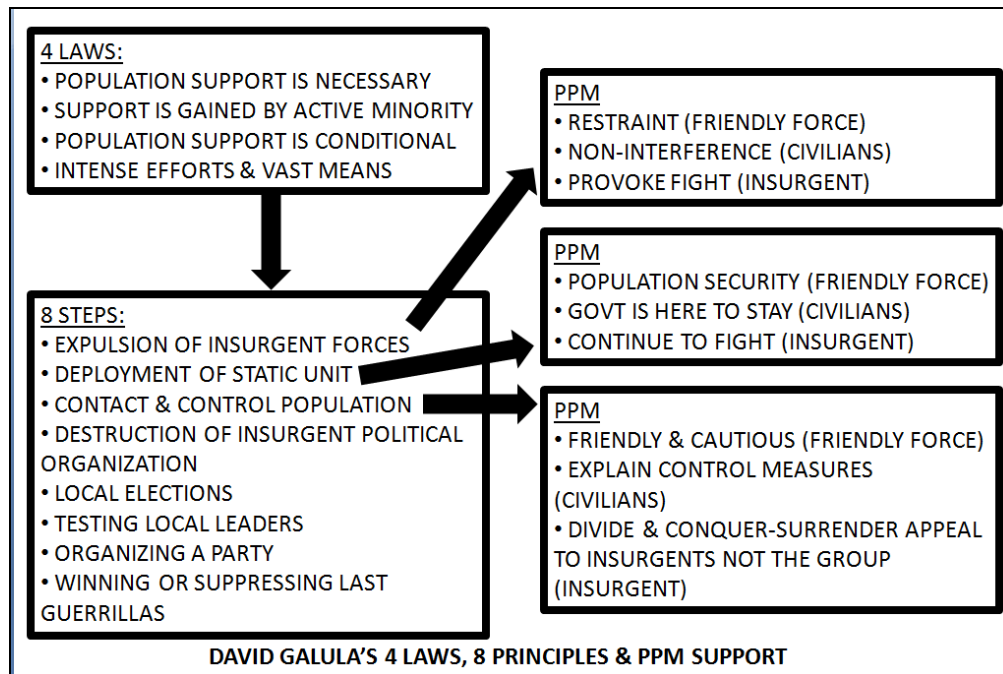 4 LAWS:
• POPULATION SUPPORT IS NECESSARY
• SUPPORT IS GAINED BY ACTIVE MINORITY
• POPULATION SUPPORT IS CONDITIONAL
• INTENSE EFFORTS & VAST MEANS
8 STEPS:
• EXPULSION OF INSURGENT FORCES
• DEPLOYMENT OF STATIC UNIT
• CONTACT & CONTROL POPULATION
• DESTRUCTION OF INSURGENT POLITICAL
ORGANIZATION
• LOCAL ELECTIONS
• TESTING LOCAL LEADERS
• ORGANIZING A PARTY
• WINNING OR SUPPRESSING LAST
GUERRILLAS
PPM
• RESTRAINT (FRIENDLY FORCE)
• NON-INTERFERENCE (CIVILIANS)
• PROVOKE FIGHT (INSURGENT)
PPM
• POPULATION SECURITY (FRIENDLY FORCE)
• GOVT IS HERE TO STAY (CIVILIANS)
• CONTINUE TO FIGHT (INSURGENT)
PPM
• FRIENDLY & CAUTIOUS (FRIENDLY FORCE)
• EXPLAIN CONTROL MEASURES
(CIVILIANS)
• DIVIDE & CONQUER-SURRENDER APPEAL
TO INSURGENTS NOT THE GROUP
(INSURGENT)
DAVID GALULA'S 4 LAWS, 8 PRINCIPLES & PPM SUPPORT